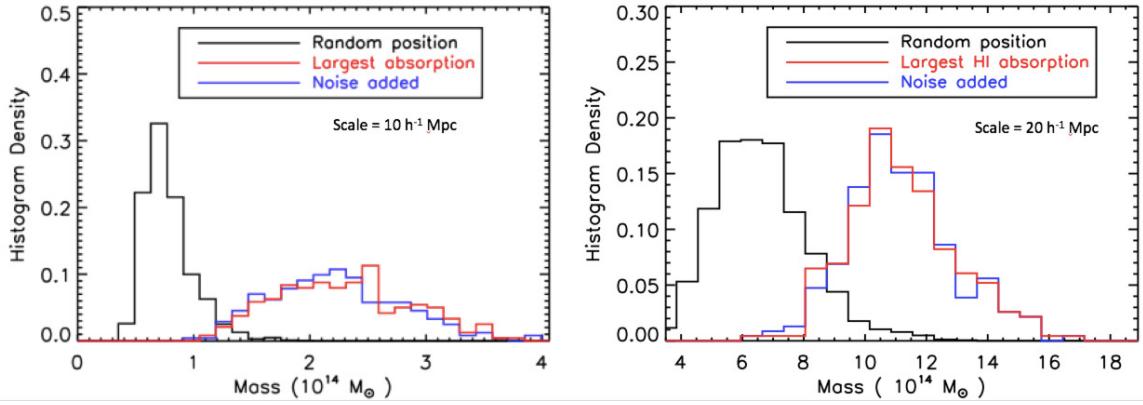 0.5
0.4
0.3
0.2
0.1
0.0
Histogram Density
Random position
Largest absorption
Noise added
Scale = 10 h⁻¹ Mpc
0 1 2 3 4
Mass (10¹⁴ M☉)
0.30
0.25
0.20
0.15
0.10
0.05
0.00
Histogram Density
Random position
Largest HI absorption
Noise added
Scale = 20 h⁻¹ Mpc
4 6 8 10 12 14 16 18
Mass ( 10¹⁴ M☉)